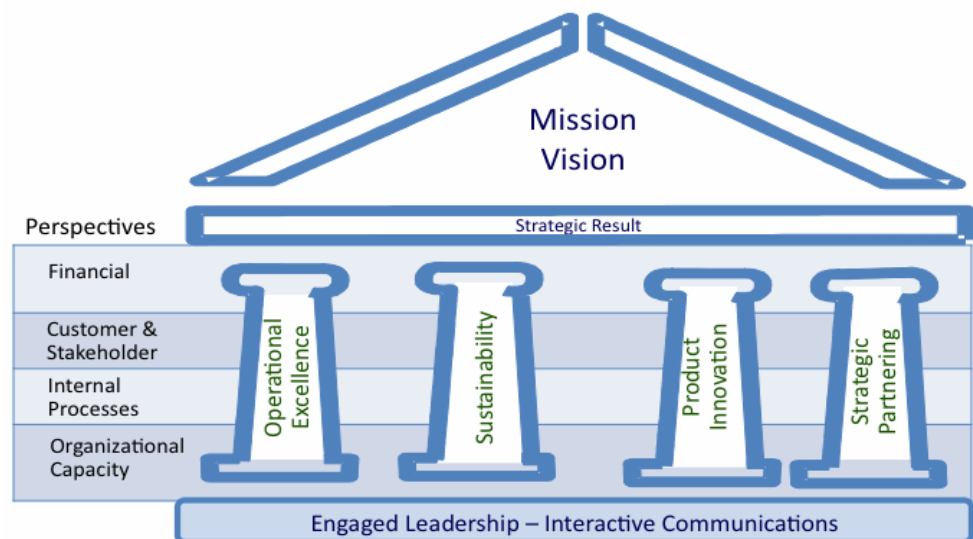 Mission
Vision
Strategic Result
Perspectives
Financial
Customer &
Stakeholder
Internal
Processes
Organizational
Capacity
Operational
Excellence
Sustainability
Product
Innovation
Strategic
Partnering
Engaged Leadership – Interactive Communications